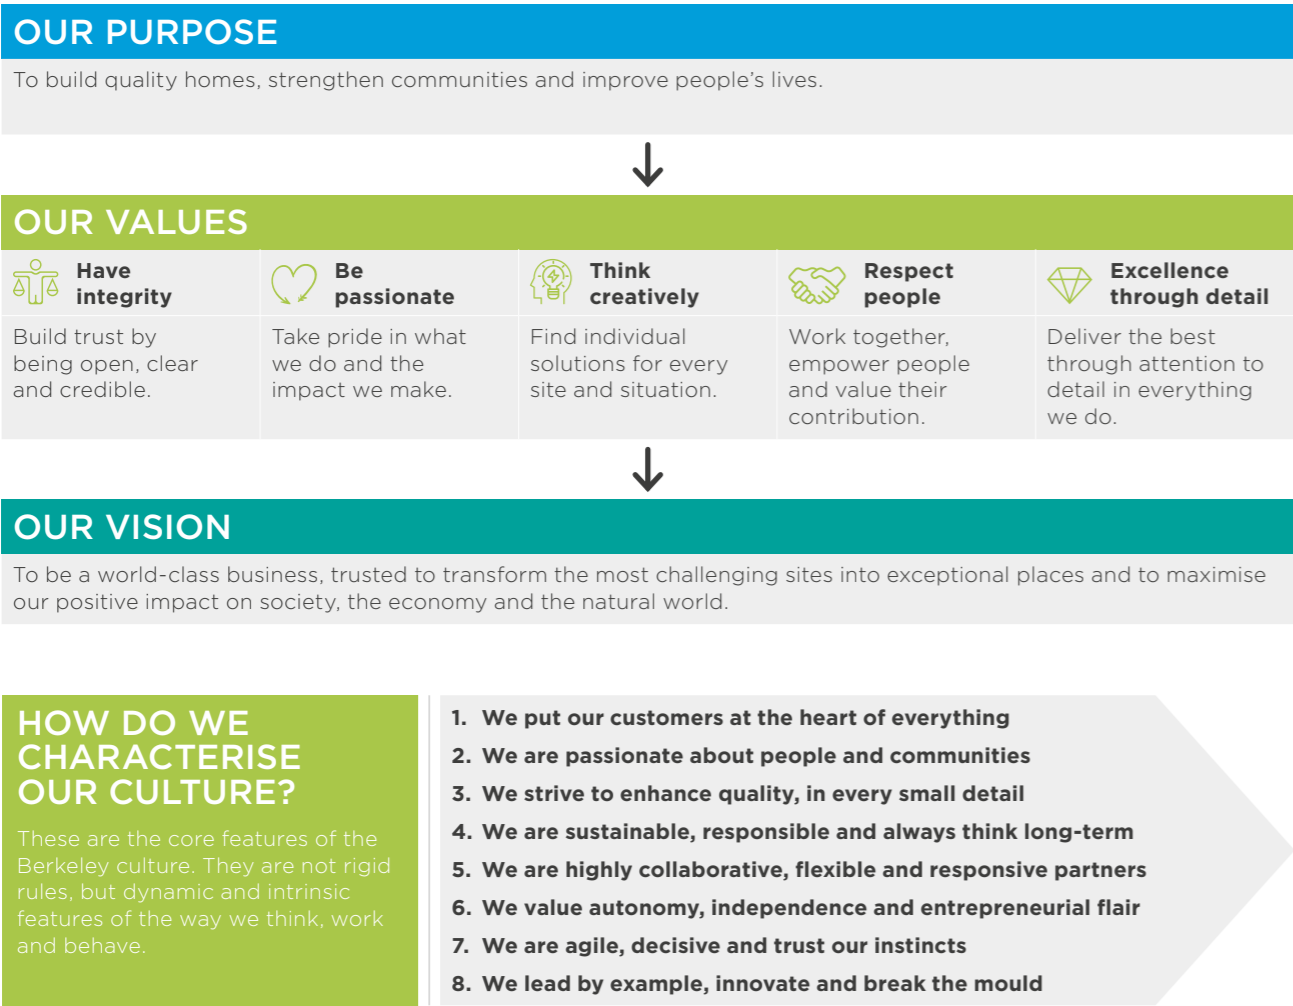 OUR PURPOSE
To build quality homes, strengthen communities and improve people’s lives.
OUR VALUES
Have
integrity
Build trust by
being open, clear
and credible.
Be
passionate
Take pride in what
we do and the
impact we make.
Think
creatively
Find individual
solutions for every
site and situation.
Respect
people
Work together,
empower people
and value their
contribution.
Excellence
through detail
Deliver the best
through attention to
detail in everything
we do.
OUR VISION
To be a world-class business, trusted to transform the most challenging sites into exceptional places and to maximise
our positive impact on society, the economy and the natural world.
HOW DO WE
CHARACTERISE
OUR CULTURE?
These are the core features of the
Berkeley culture. They are not rigid
rules, but dynamic and intrinsic
features of the way we think, work
and behave.
1. We put our customers at the heart of everything
2. We are passionate about people and communities
3. We strive to enhance quality, in every small detail
4. We are sustainable, responsible and always think long-term
5. We are highly collaborative, flexible and responsive partners
6. We value autonomy, independence and entrepreneurial flair
7. We are agile, decisive and trust our instincts
8. We lead by example, innovate and break the mould